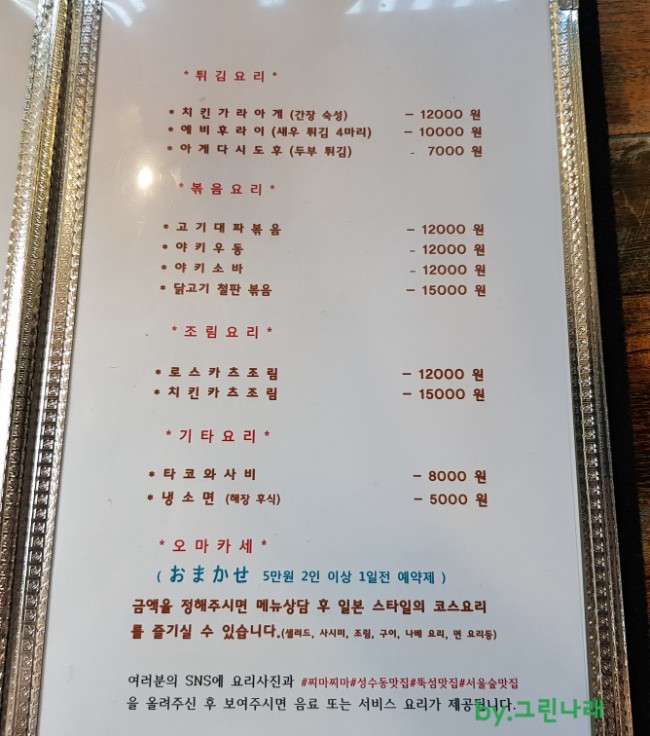 * 튀김요리 *
* 치킨가라아게 (간장 숙성) - 12000 원
* 에비후라이 (새우 튀김 4마리) - 10000 원
* 아게다시도후 (두부 튀김) - 7000 원
* 볶음요리 *
* 고기대파볶음 - 12000 원
* 야키우동 - 12000 원
* 야키소바 - 12000 원
* 닭고기 철판 볶음 - 15000 원
* 조림요리 *
* 로스카츠조림 - 12000 원
* 치킨카츠조림 - 15000 원
* 기타요리 *
* 타코와사비 - 8000 원
* 냉소면 (해장 후식) - 5000 원
* 오마카세 *
( おまかせ 5만원 2인 이상 1일전 예약제 )
금액을 정해주시면 메뉴상담 후 일본 스타일의 코스요리
를 즐기실 수 있습니다.(샐러드, 사시미, 조림, 구이, 나베 요리, 면 요리등)
여러분의 SNS에 요리사진과 #찌마찌마#성수동맛집#뚝섬맛집#서울숲맛집
을 올려주신 후 보여주시면 음료 또는 서비스 요리가 제공됩니다.
by.그린나래